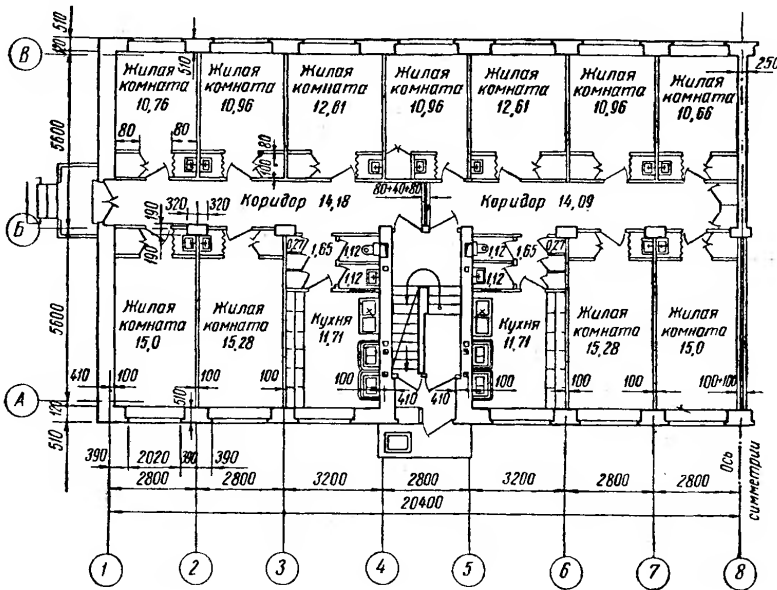 510
В
120
510
250
Жилая
комната
10,76
Жилая
комната
10,96
Жилая
комната
12,61
Жилая
комната
10,96
Жилая
комната
12,61
Жилая
комната
10,96
Жилая
комната
10,66
5600
80
80
100
80
80+40+80
Коридор 14,18
Коридор 14,09
Б
190
320
320
190
0,27
1,65
1,12
1,12
1,12
1,12
1,65
0,27
5600
Жилая
комната
15,0
Жилая
комната
15,28
Кухня
11,71
Кухня
11,71
Жилая
комната
15,28
Жилая
комната
15,0
410
100
100
100
100
410
410
100
100
100
100+100
А
120
510
510
390
2020
390
390
2800
2800
3200
2800
3200
2800
2800
20400
Ось
симметрии
1
2
3
4
5
6
7
8